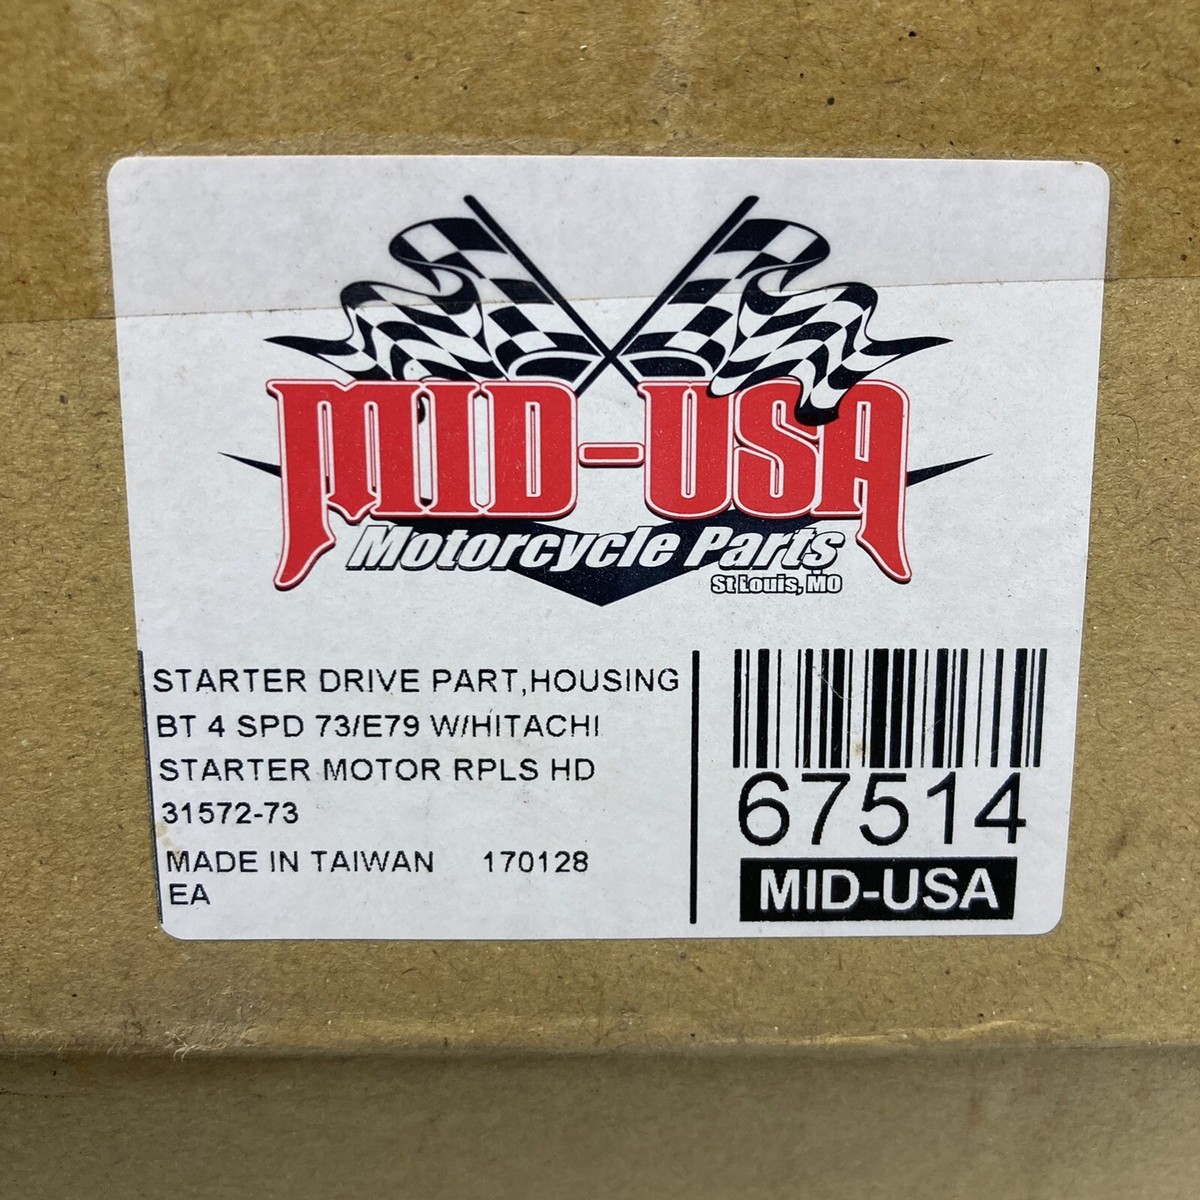 MID-USA
Motorcycle Parts
St Louis, MO
STARTER DRIVE PART,HOUSING
BT 4 SPD 73/E79 W/HITACHI
STARTER MOTOR RPLS HD
31572-73
MADE IN TAIWAN 170128
EA
67514
MID-USA